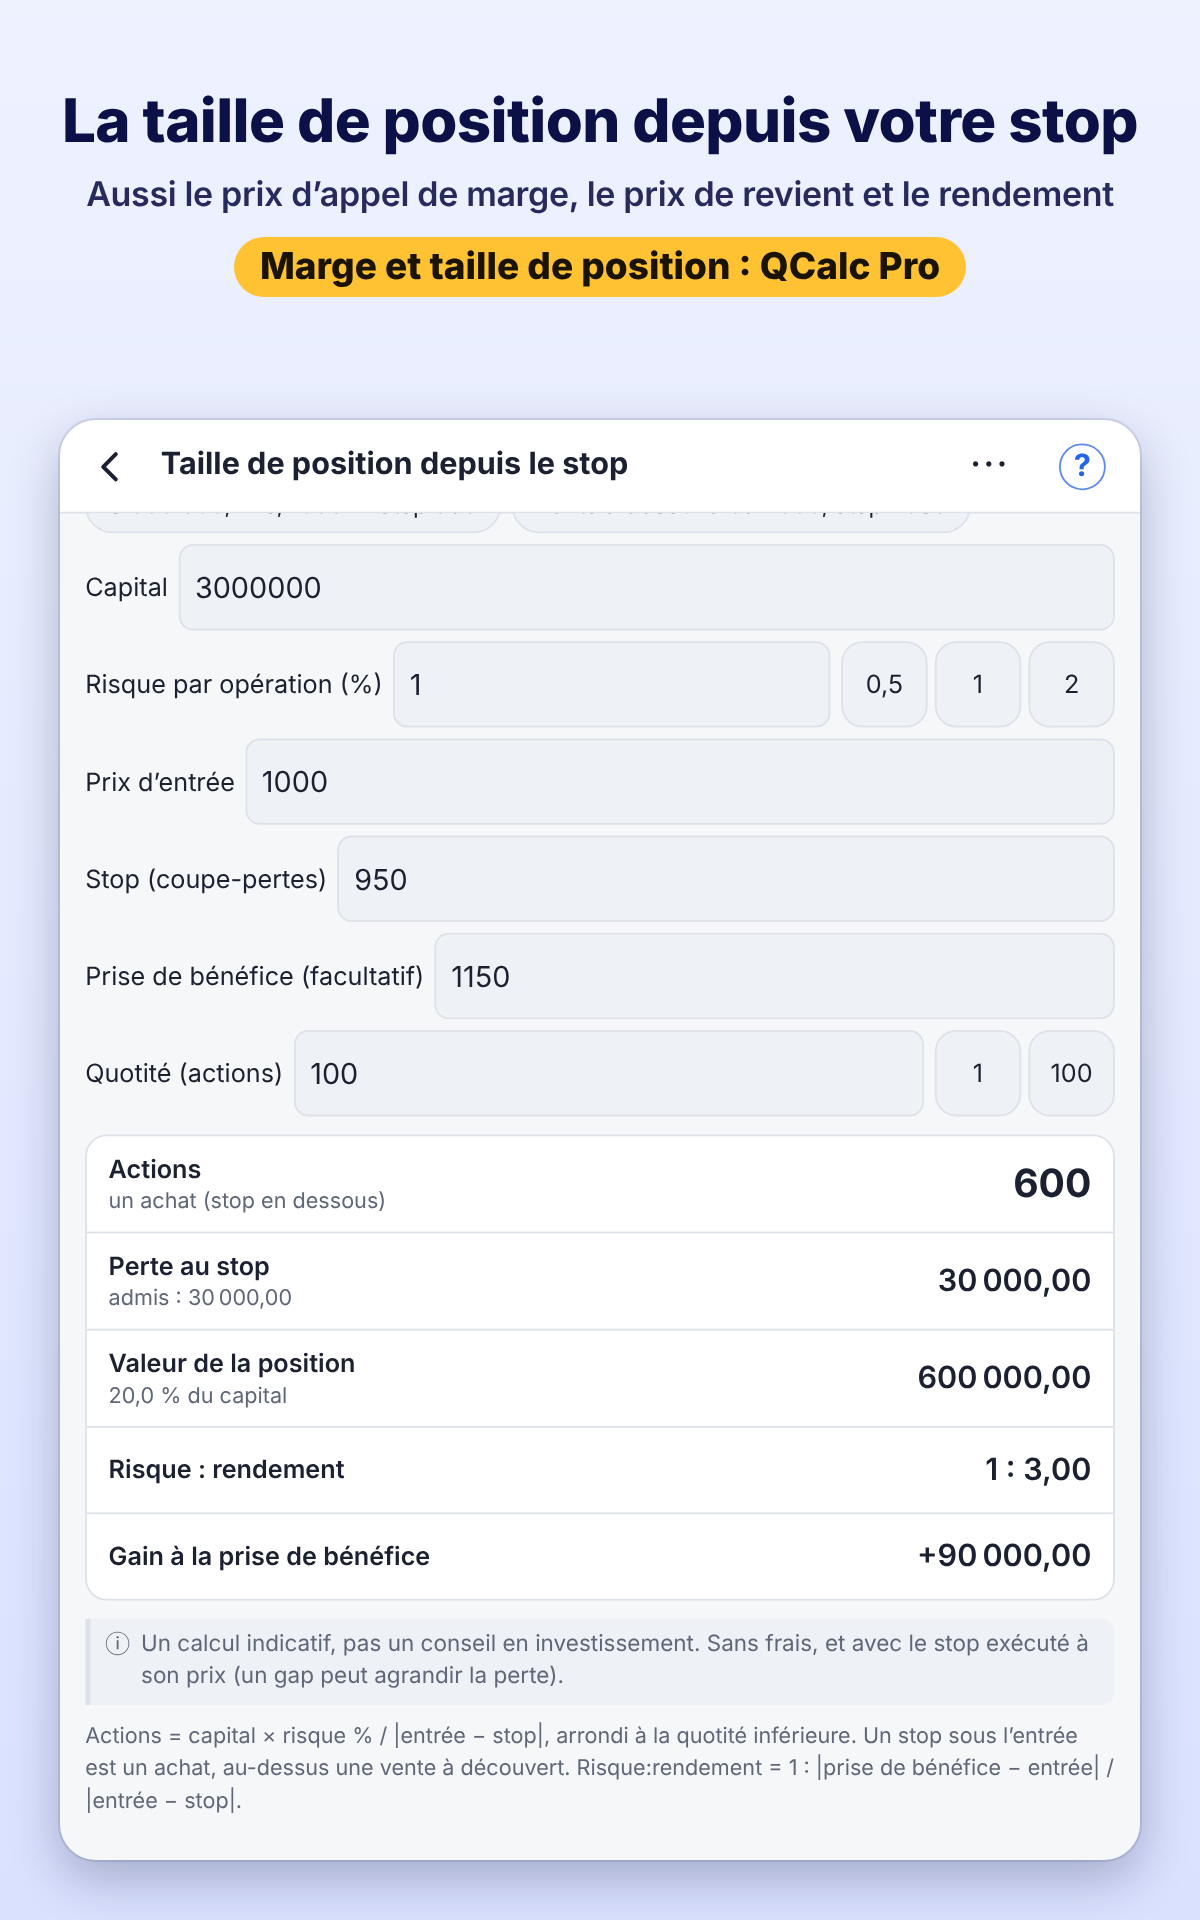 La taille de position depuis votre stop
Aussi le prix d’appel de marge, le prix de revient et le rendement
Marge et taille de position : QCalc Pro
Taille de position depuis le stop
?
Capital
3000000
Risque par opération (%)
1
0,5
1
2
Prix d’entrée
1000
Stop (coupe-pertes)
950
Prise de bénéfice (facultatif)
1150
Quotité (actions)
100
1
100
Actions
un achat (stop en dessous)
600
Perte au stop
admis : 30 000,00
30 000,00
Valeur de la position
20,0 % du capital
600 000,00
Risque : rendement
1 : 3,00
Gain à la prise de bénéfice
+90 000,00
Un calcul indicatif, pas un conseil en investissement. Sans frais, et avec le stop exécuté à
son prix (un gap peut agrandir la perte).
Actions = capital × risque % / |entrée − stop|, arrondi à la quotité inférieure. Un stop sous l’entrée
est un achat, au-dessus une vente à découvert. Risque:rendement = 1 : |prise de bénéfice − entrée| /
|entrée − stop|.